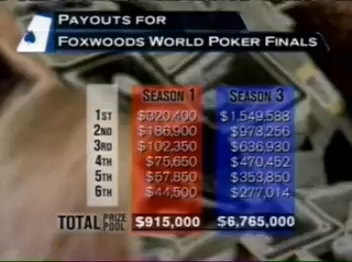 PAYOUTS FOR
FOXWOODS WORLD POKER FINALS
SEASON 1 SEASON 3
1ST $320,400 $1,549,588
2ND $186,900 $973,256
3RD $102,350 $636,930
4TH $75,650 $470,452
5TH $57,850 $353,850
6TH $44,500 $277,014
TOTAL PRIZE POOL $915,000 $6,765,000